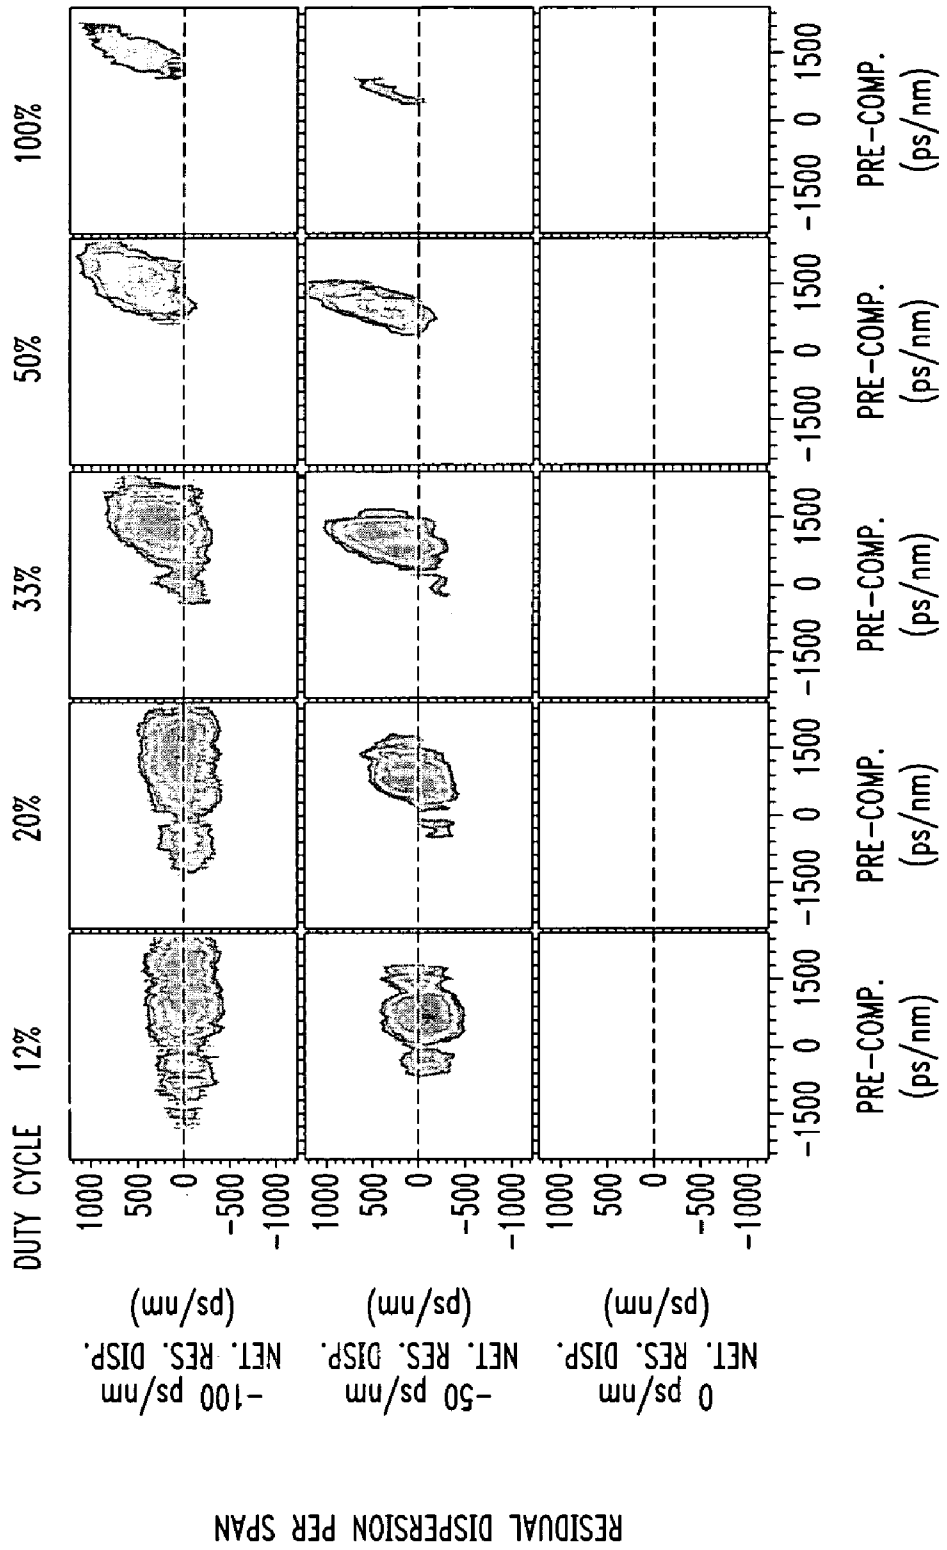 DUTY CYCLE 12% 20% 33% 50% 100%
RESIDUAL DISPERSION PER SPAN
-100 ps/nm
NET. RES. DISP.
(ps/nm)
1000
500
0
-500
-1000
-50 ps/nm
NET. RES. DISP.
(ps/nm)
1000
500
0
-500
-1000
0 ps/nm
NET. RES. DISP.
(ps/nm)
1000
500
0
-500
-1000
-1500 0 1500 -1500 0 1500 -1500 0 1500 -1500 0 1500 -1500 0 1500
PRE-COMP. PRE-COMP. PRE-COMP. PRE-COMP. PRE-COMP.
(ps/nm) (ps/nm) (ps/nm) (ps/nm) (ps/nm)